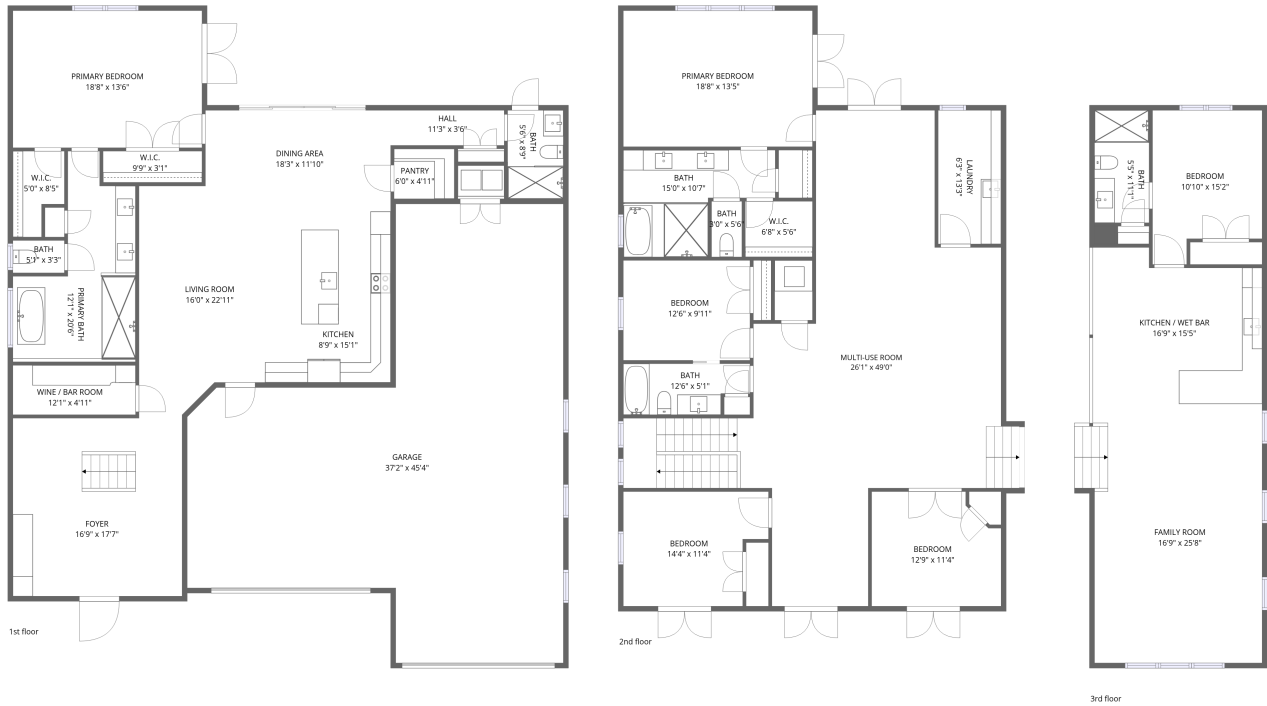 PRIMARY BEDROOM
18'8" x 13'6"
HALL
11'3" x 3'6"
BATH
5'6" x 8'9"
DINING AREA
18'3" x 11'10"
W.I.C.
9'9" x 3'1"
W.I.C.
5'0" x 8'5"
PANTRY
6'0" x 4'11"
BATH
5'1" x 3'3"
PRIMARY BATH
12'1" x 20'6"
LIVING ROOM
16'0" x 22'11"
KITCHEN
8'9" x 15'1"
WINE / BAR ROOM
12'1" x 4'11"
GARAGE
37'2" x 45'4"
FOYER
16'9" x 17'7"
1st floor
PRIMARY BEDROOM
18'8" x 13'5"
LAUNDRY
6'3" x 13'3"
BATH
15'0" x 10'7"
BATH
3'0" x 5'6"
W.I.C.
6'8" x 5'6"
BEDROOM
12'6" x 9'11"
MULTI-USE ROOM
26'1" x 49'0"
BATH
12'6" x 5'1"
BEDROOM
14'4" x 11'4"
BEDROOM
12'9" x 11'4"
2nd floor
BATH
5'5" x 11'1"
BEDROOM
10'10" x 15'2"
KITCHEN / WET BAR
16'9" x 15'5"
FAMILY ROOM
16'9" x 25'8"
3rd floor